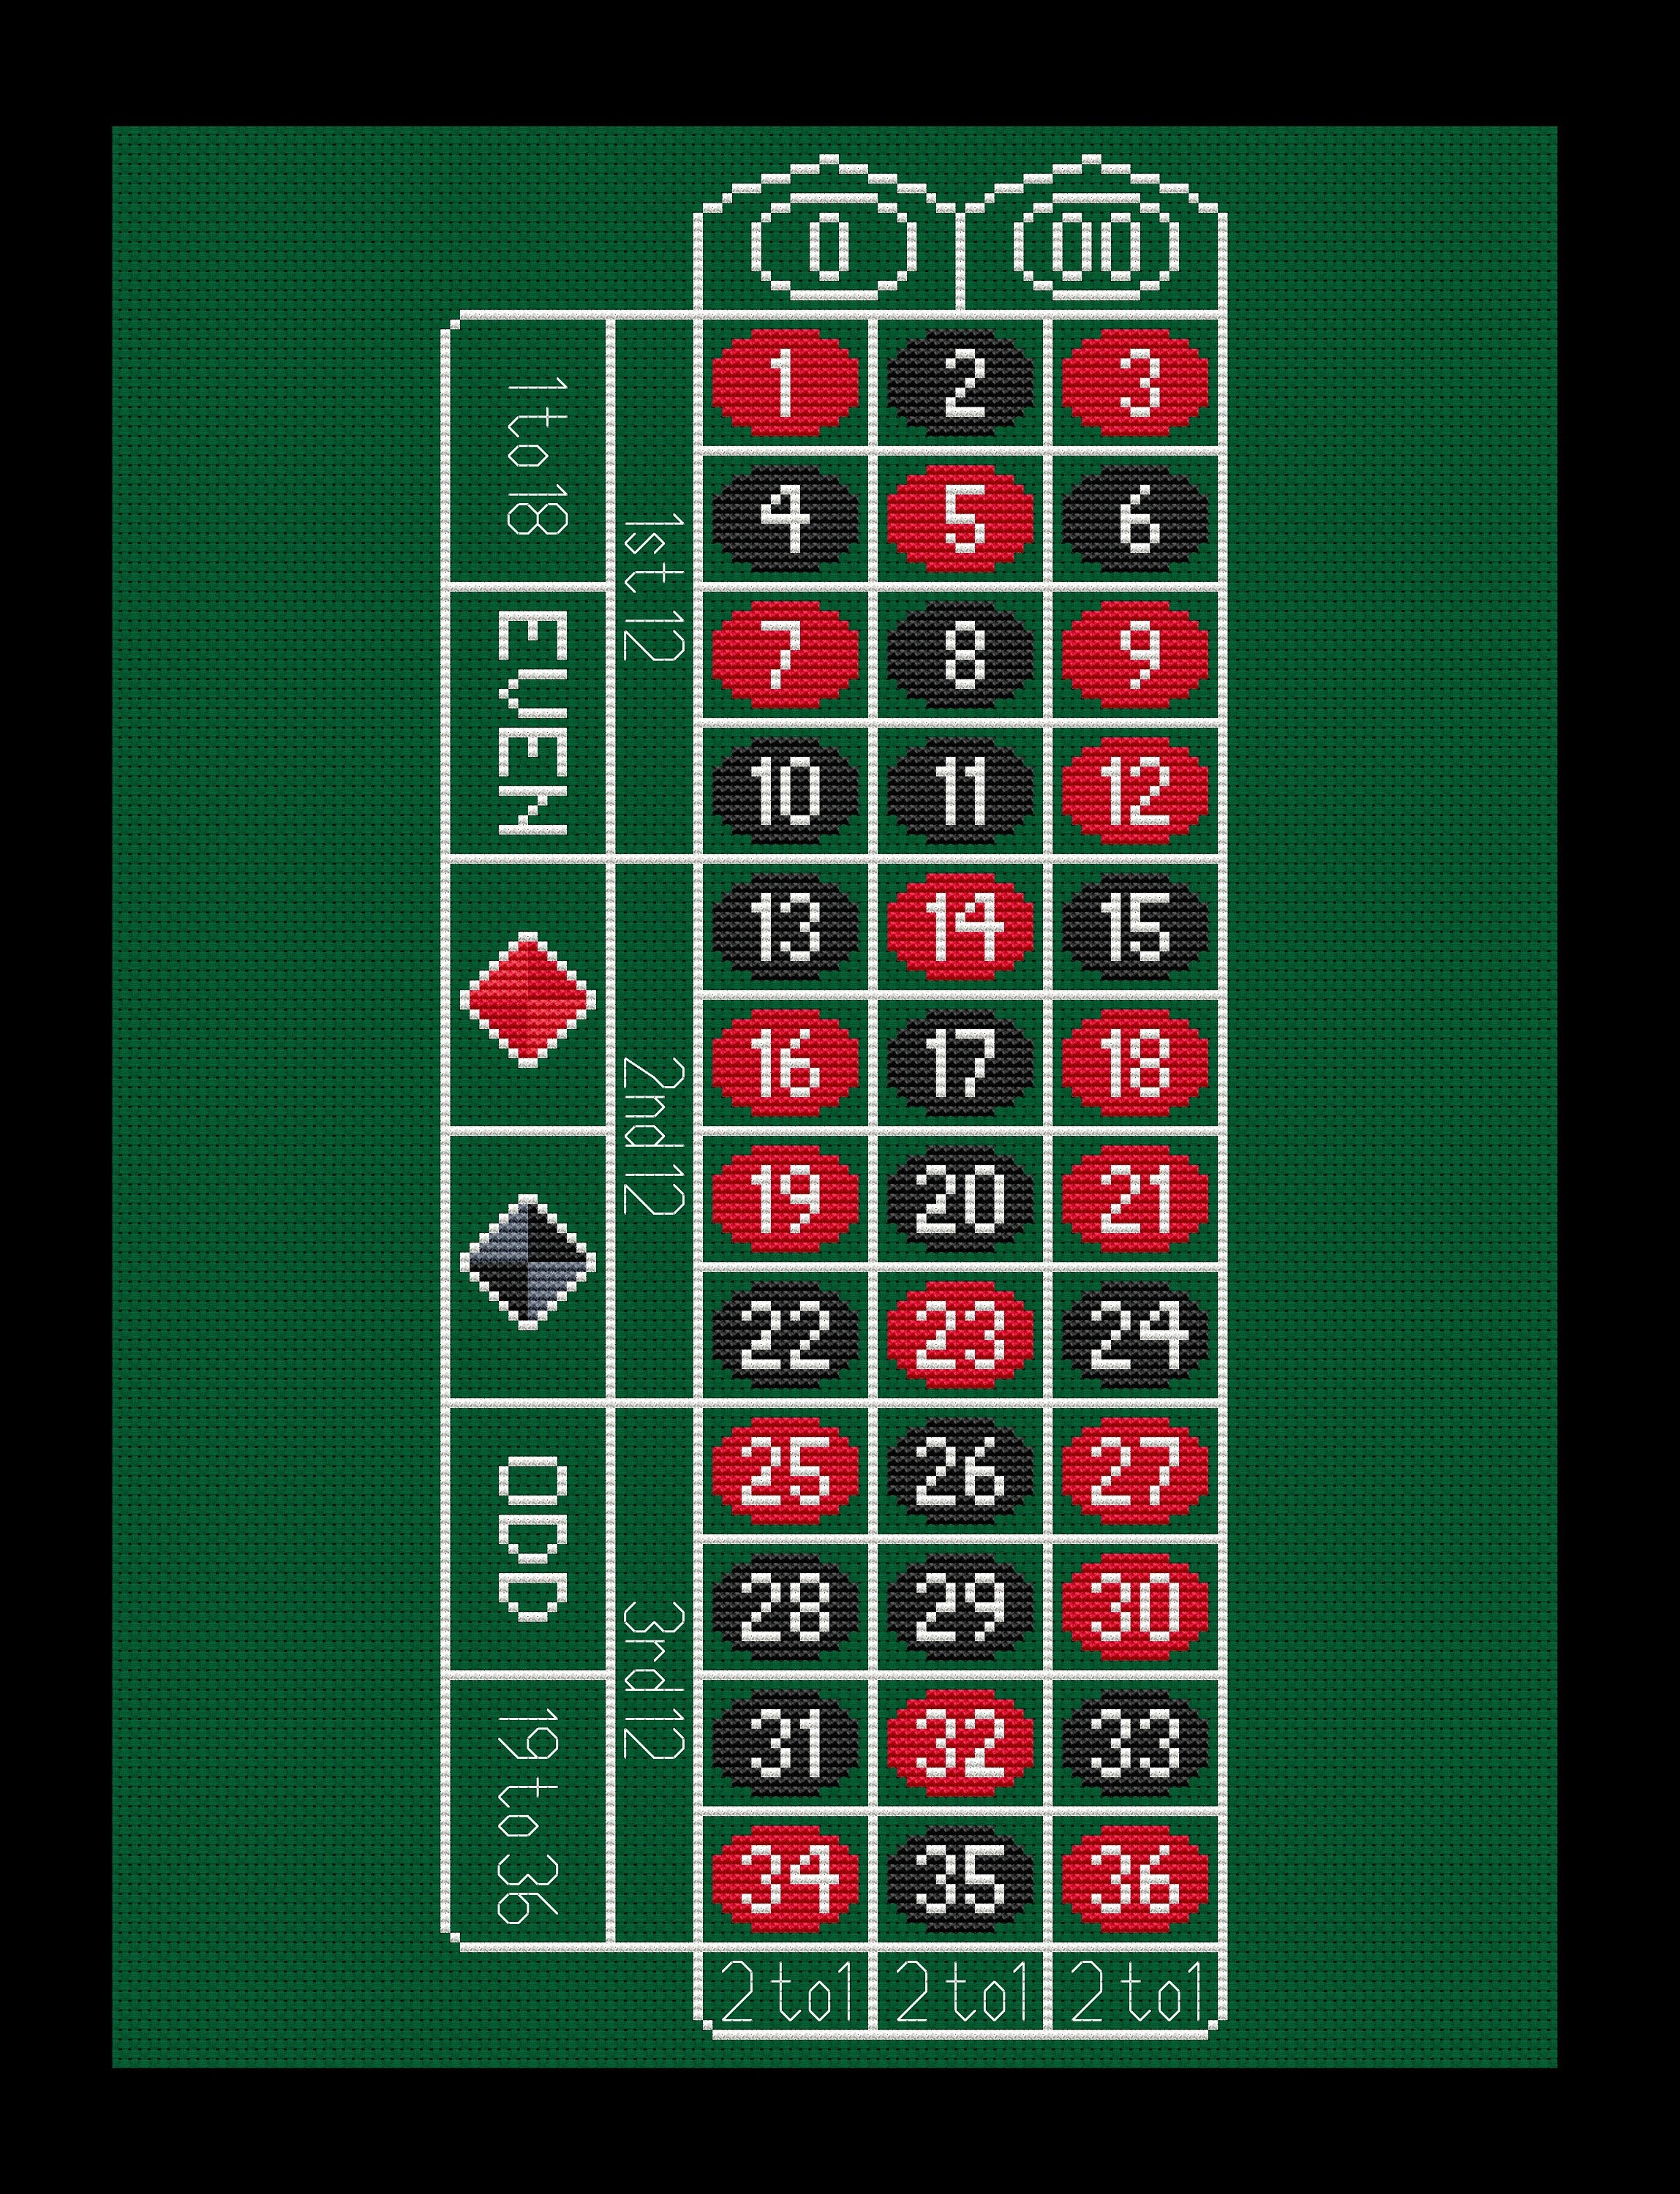 0 00
1 2 3
4 5 6
7 8 9
10 11 12
13 14 15
16 17 18
19 20 21
22 23 24
25 26 27
28 29 30
31 32 33
34 35 36
2 to 1 2 to 1 2 to 1
1st 12
2nd 12
3rd 12
1 to 18
EVEN
ODD
19 to 36